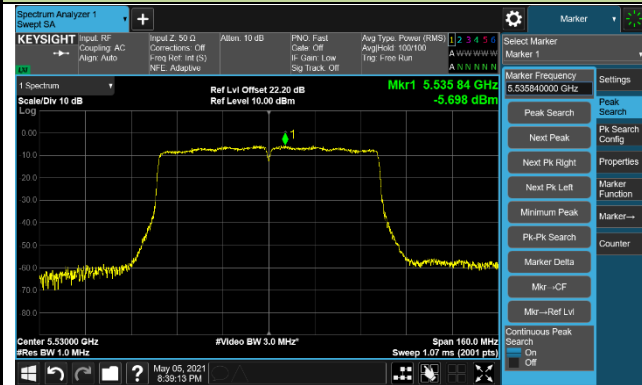 Spectrum Analyzer 1
Swept SA
+
Marker
KEYSIGHT
Input: RF
Coupling: AC
Align: Auto
Input Z: 50 Ω
Corrections: Off
Freq Ref: Int (S)
NFE: Adaptive
Atten: 10 dB
PNO: Fast
Gate: Off
IF Gain: Low
Sig Track: Off
Avg Type: Power (RMS)
Avg|Hold: 100/100
Trig: Free Run
1 2 3 4 5 6
A W W W W W
A N N N N N
LXI
Select Marker
Marker 1
1 Spectrum
Scale/Div 10 dB
Log
Ref Lvl Offset 22.20 dB
Ref Level 10.00 dBm
Mkr1 5.535 84 GHz
-5.698 dBm
1
0.00
10.0
20.0
30.0
40.0
50.0
60.0
70.0
80.0
Center 5.53000 GHz
#Res BW 1.0 MHz
#Video BW 3.0 MHz*
Span 160.0 MHz
Sweep 1.07 ms (2001 pts)
Marker Frequency
5.535840000 GHz
Peak Search
Next Peak
Next Pk Right
Next Pk Left
Minimum Peak
Pk-Pk Search
Marker Delta
Mkr→CF
Mkr→Ref Lvl
Continuous Peak
Search
On
Off
Settings
Peak
Search
Pk Search
Config
Properties
Marker
Function
Marker→
Counter
?
May 05, 2021
8:39:13 PM